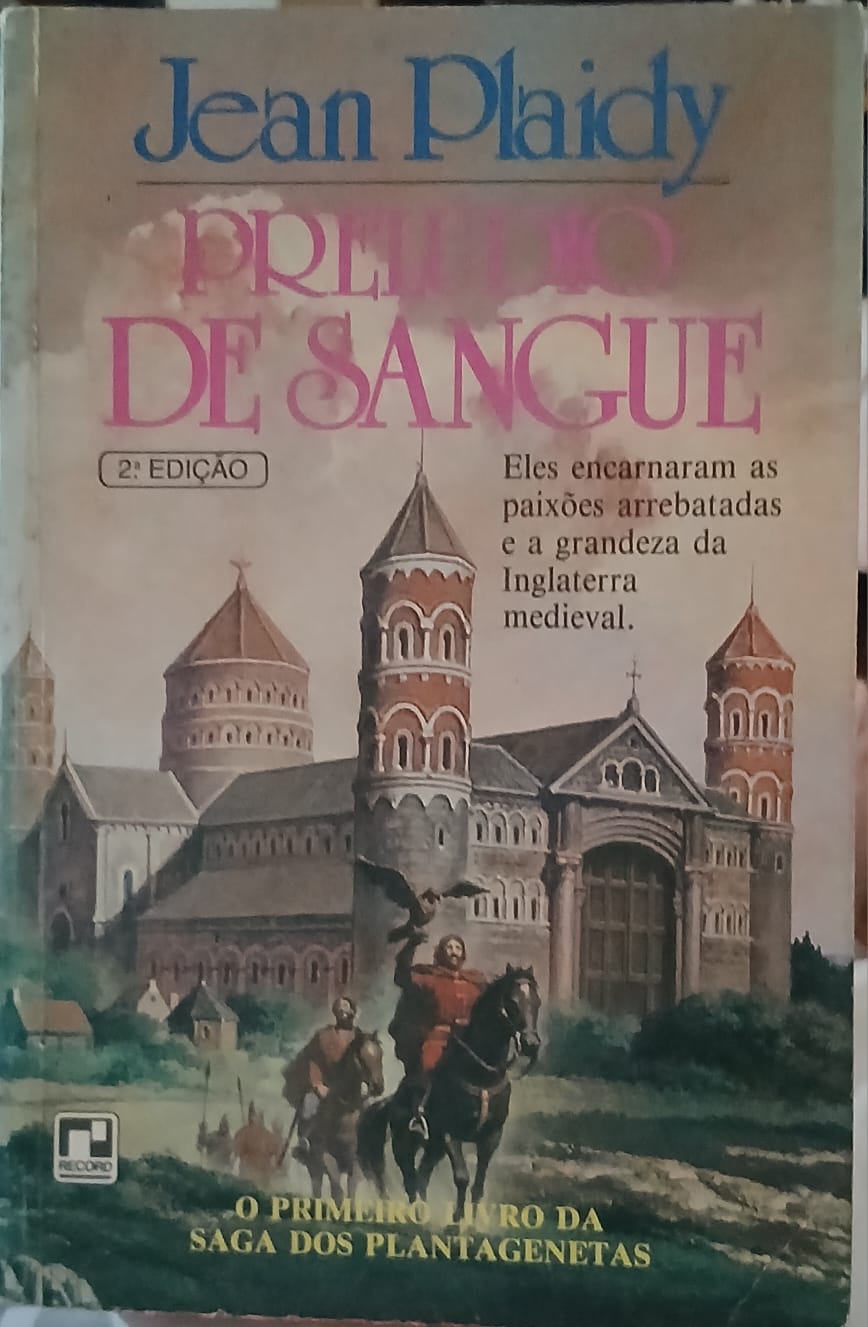 Jean Plaidy
PRELÚDIO
DE SANGUE
2ª EDIÇÃO
Eles encarnaram as
paixões arrebatadas
e a grandeza da
Inglaterra
medieval.
RECORD
O PRIMEIRO LIVRO DA
SAGA DOS PLANTAGENETAS